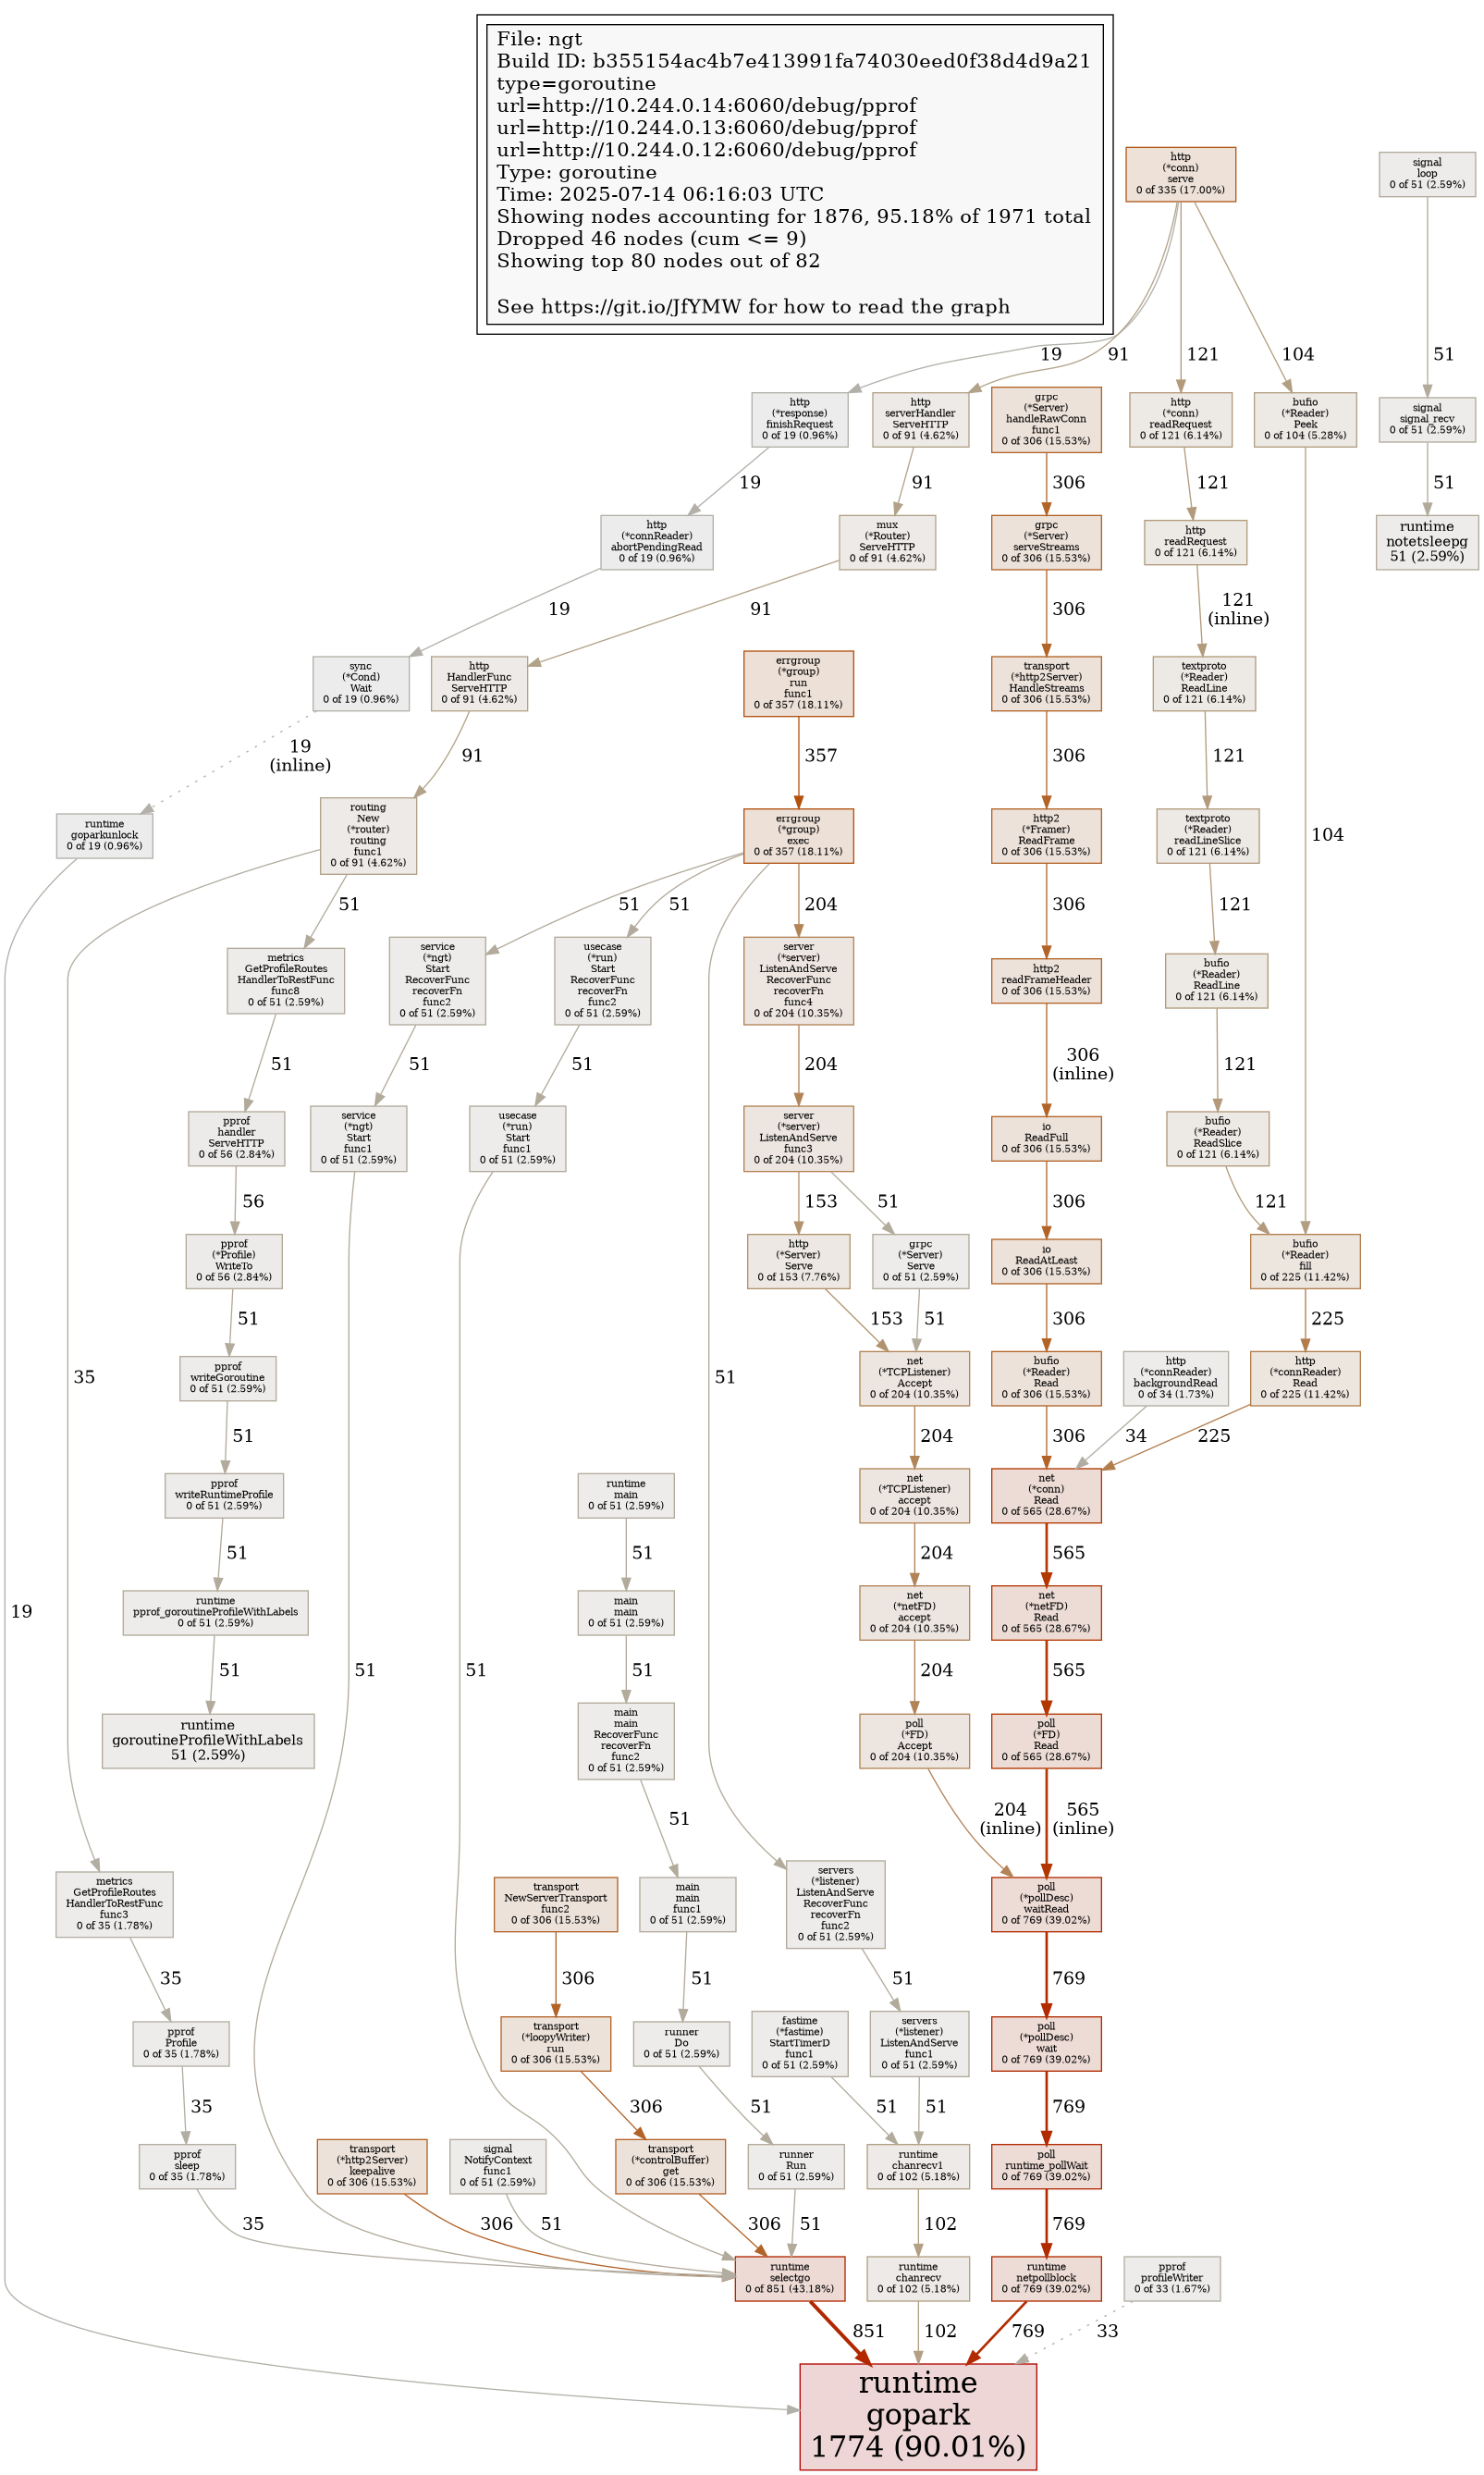 File: ngt
Build ID: b355154ac4b7e413991fa74030eed0f38d4d9a21
type=goroutine
url=http://10.244.0.14:6060/debug/pprof
url=http://10.244.0.13:6060/debug/pprof
url=http://10.244.0.12:6060/debug/pprof
Type: goroutine
Time: 2025-07-14 06:16:03 UTC
Showing nodes accounting for 1876, 95.18% of 1971 total
Dropped 46 nodes (cum <= 9)
Showing top 80 nodes out of 82
See https://git.io/JfYMW for how to read the graph
http
(*conn)
serve
0 of 335 (17.00%)
signal
loop
0 of 51 (2.59%)
19
91
121
104
51
http
(*response)
finishRequest
0 of 19 (0.96%)
http
serverHandler
ServeHTTP
0 of 91 (4.62%)
grpc
(*Server)
handleRawConn
func1
0 of 306 (15.53%)
http
(*conn)
readRequest
0 of 121 (6.14%)
bufio
(*Reader)
Peek
0 of 104 (5.28%)
signal
signal_recv
0 of 51 (2.59%)
19
91
306
121
51
http
(*connReader)
abortPendingRead
0 of 19 (0.96%)
mux
(*Router)
ServeHTTP
0 of 91 (4.62%)
grpc
(*Server)
serveStreams
0 of 306 (15.53%)
http
readRequest
0 of 121 (6.14%)
runtime
notetsleepg
51 (2.59%)
19
91
306
121
(inline)
sync
(*Cond)
Wait
0 of 19 (0.96%)
http
HandlerFunc
ServeHTTP
0 of 91 (4.62%)
errgroup
(*group)
run
func1
0 of 357 (18.11%)
transport
(*http2Server)
HandleStreams
0 of 306 (15.53%)
textproto
(*Reader)
ReadLine
0 of 121 (6.14%)
19
(inline)
91
357
306
121
runtime
goparkunlock
0 of 19 (0.96%)
routing
New
(*router)
routing
func1
0 of 91 (4.62%)
errgroup
(*group)
exec
0 of 357 (18.11%)
http2
(*Framer)
ReadFrame
0 of 306 (15.53%)
textproto
(*Reader)
readLineSlice
0 of 121 (6.14%)
104
51
51
51
204
306
121
metrics
GetProfileRoutes
HandlerToRestFunc
func8
0 of 51 (2.59%)
service
(*ngt)
Start
RecoverFunc
recoverFn
func2
0 of 51 (2.59%)
usecase
(*run)
Start
RecoverFunc
recoverFn
func2
0 of 51 (2.59%)
server
(*server)
ListenAndServe
RecoverFunc
recoverFn
func4
0 of 204 (10.35%)
http2
readFrameHeader
0 of 306 (15.53%)
bufio
(*Reader)
ReadLine
0 of 121 (6.14%)
51
51
51
204
306
(inline)
121
pprof
handler
ServeHTTP
0 of 56 (2.84%)
service
(*ngt)
Start
func1
0 of 51 (2.59%)
usecase
(*run)
Start
func1
0 of 51 (2.59%)
server
(*server)
ListenAndServe
func3
0 of 204 (10.35%)
io
ReadFull
0 of 306 (15.53%)
bufio
(*Reader)
ReadSlice
0 of 121 (6.14%)
56
153
51
306
121
pprof
(*Profile)
WriteTo
0 of 56 (2.84%)
http
(*Server)
Serve
0 of 153 (7.76%)
grpc
(*Server)
Serve
0 of 51 (2.59%)
io
ReadAtLeast
0 of 306 (15.53%)
bufio
(*Reader)
fill
0 of 225 (11.42%)
51
153
51
306
225
35
51
pprof
writeGoroutine
0 of 51 (2.59%)
net
(*TCPListener)
Accept
0 of 204 (10.35%)
bufio
(*Reader)
Read
0 of 306 (15.53%)
http
(*connReader)
backgroundRead
0 of 34 (1.73%)
http
(*connReader)
Read
0 of 225 (11.42%)
51
204
306
34
225
pprof
writeRuntimeProfile
0 of 51 (2.59%)
runtime
main
0 of 51 (2.59%)
net
(*TCPListener)
accept
0 of 204 (10.35%)
net
(*conn)
Read
0 of 565 (28.67%)
51
51
204
565
19
runtime
pprof_goroutineProfileWithLabels
0 of 51 (2.59%)
main
main
0 of 51 (2.59%)
net
(*netFD)
accept
0 of 204 (10.35%)
net
(*netFD)
Read
0 of 565 (28.67%)
51
51
51
51
204
565
runtime
goroutineProfileWithLabels
51 (2.59%)
main
main
RecoverFunc
recoverFn
func2
0 of 51 (2.59%)
poll
(*FD)
Accept
0 of 204 (10.35%)
poll
(*FD)
Read
0 of 565 (28.67%)
51
204
(inline)
565
(inline)
metrics
GetProfileRoutes
HandlerToRestFunc
func3
0 of 35 (1.78%)
transport
NewServerTransport
func2
0 of 306 (15.53%)
main
main
func1
0 of 51 (2.59%)
servers
(*listener)
ListenAndServe
RecoverFunc
recoverFn
func2
0 of 51 (2.59%)
poll
(*pollDesc)
waitRead
0 of 769 (39.02%)
35
306
51
51
769
pprof
Profile
0 of 35 (1.78%)
transport
(*loopyWriter)
run
0 of 306 (15.53%)
runner
Do
0 of 51 (2.59%)
fastime
(*fastime)
StartTimerD
func1
0 of 51 (2.59%)
servers
(*listener)
ListenAndServe
func1
0 of 51 (2.59%)
poll
(*pollDesc)
wait
0 of 769 (39.02%)
35
306
51
51
51
769
pprof
sleep
0 of 35 (1.78%)
transport
(*http2Server)
keepalive
0 of 306 (15.53%)
signal
NotifyContext
func1
0 of 51 (2.59%)
transport
(*controlBuffer)
get
0 of 306 (15.53%)
runner
Run
0 of 51 (2.59%)
runtime
chanrecv1
0 of 102 (5.18%)
poll
runtime_pollWait
0 of 769 (39.02%)
35
306
51
306
51
102
769
runtime
selectgo
0 of 851 (43.18%)
runtime
chanrecv
0 of 102 (5.18%)
runtime
netpollblock
0 of 769 (39.02%)
pprof
profileWriter
0 of 33 (1.67%)
851
102
769
33
runtime
gopark
1774 (90.01%)